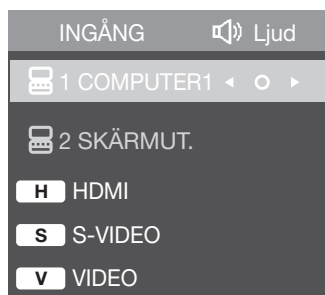 INGÅNG Ljud
1 COMPUTER1
2 SKÄRMUT.
H HDMI
S S-VIDEO
V VIDEO